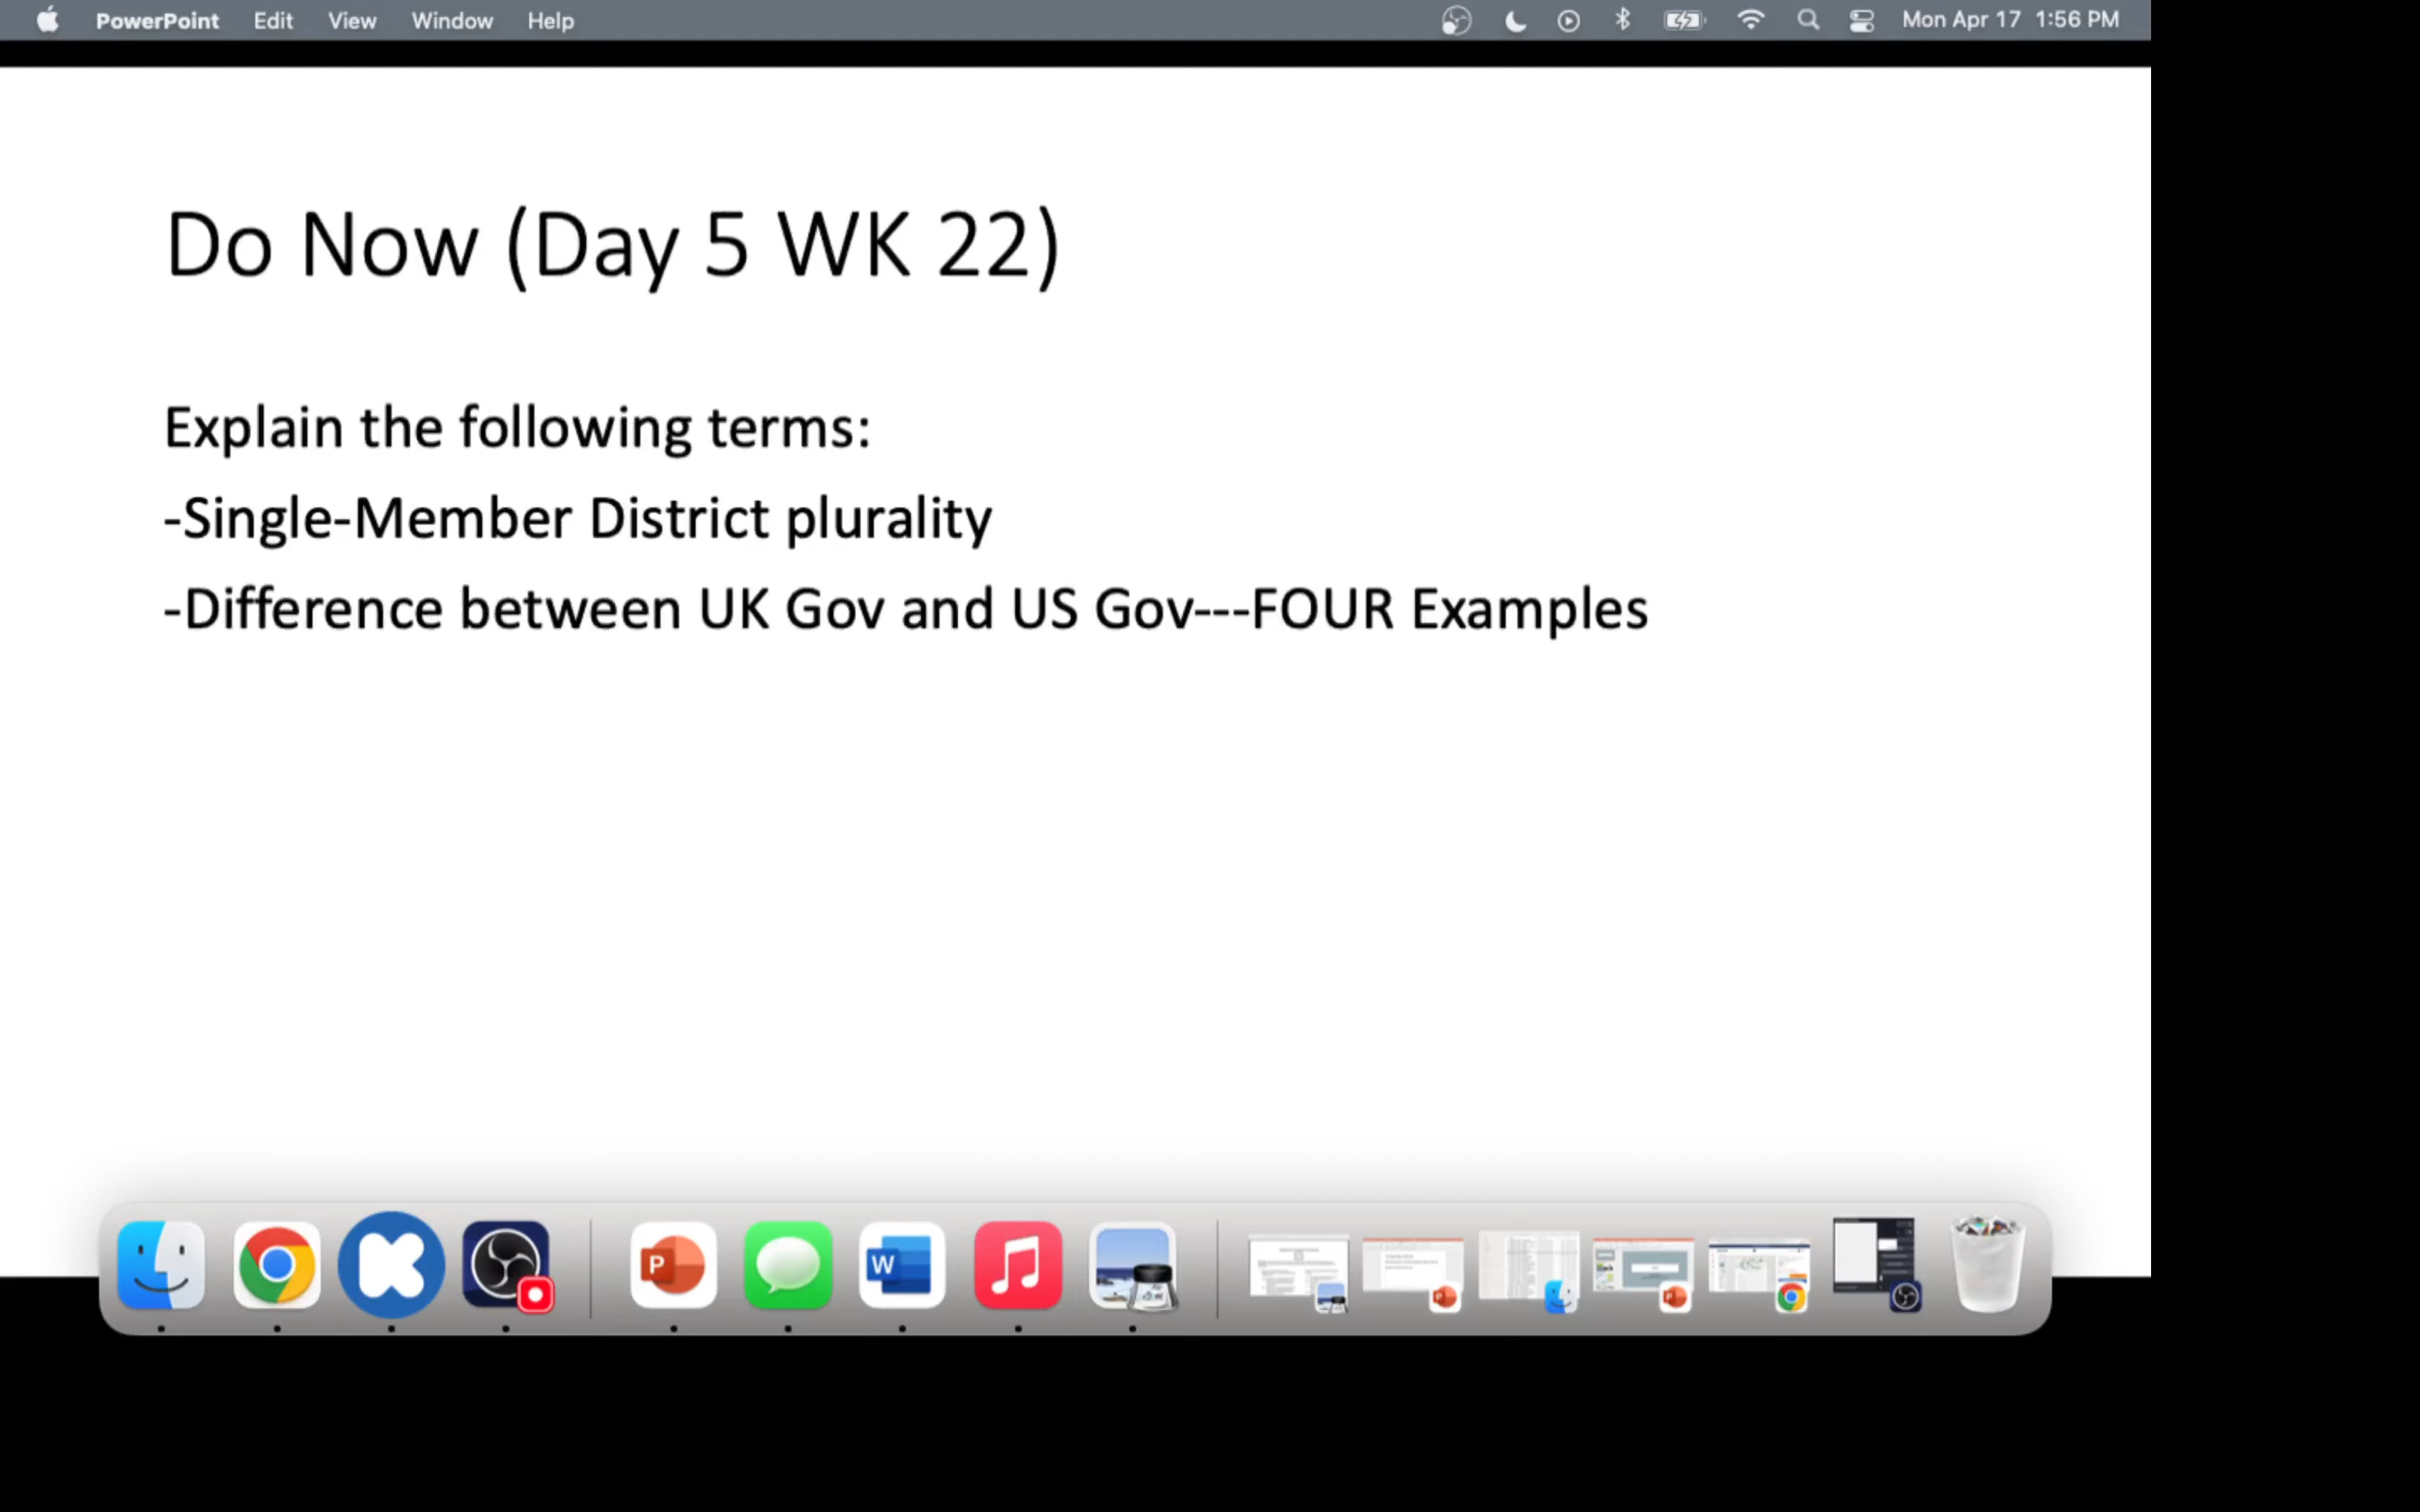 PowerPoint Edit View Window Help Mon Apr 17 1:56 PM
Do Now (Day 5 WK 22)
Explain the following terms:
-Single-Member District plurality
-Difference between UK Gov and US Gov---FOUR Examples
P W